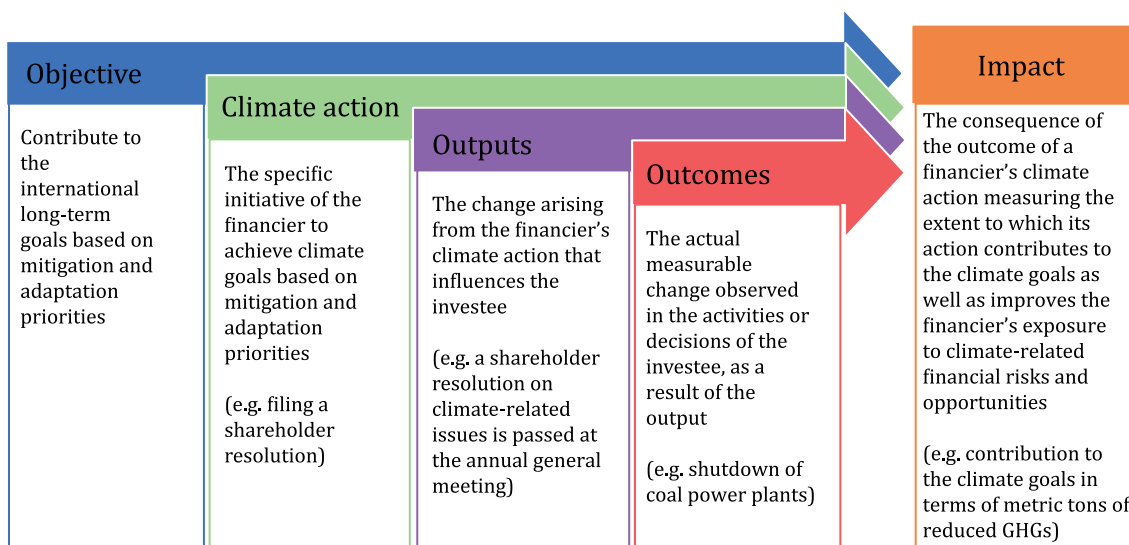 Objective
Contribute to
the
international
long-term
goals based on
mitigation and
adaptation
priorities
Climate action
The specific
initiative of the
financier to
achieve climate
goals based on
mitigation and
adaptation
priorities
(e.g. filing a
shareholder
resolution)
Outputs
The change arising
from the financier’s
climate action that
influences the
investee
(e.g. a shareholder
resolution on
climate-related
issues is passed at
the annual general
meeting)
Outcomes
The actual
measurable
change observed
in the activities or
decisions of the
investee, as a
result of the
output
(e.g. shutdown of
coal power plants)
Impact
The consequence of
the outcome of a
financier’s climate
action measuring the
extent to which its
action contributes to
the climate goals as
well as improves the
financier’s exposure
to climate-related
financial risks and
opportunities
(e.g. contribution to
the climate goals in
terms of metric tons of
reduced GHGs)